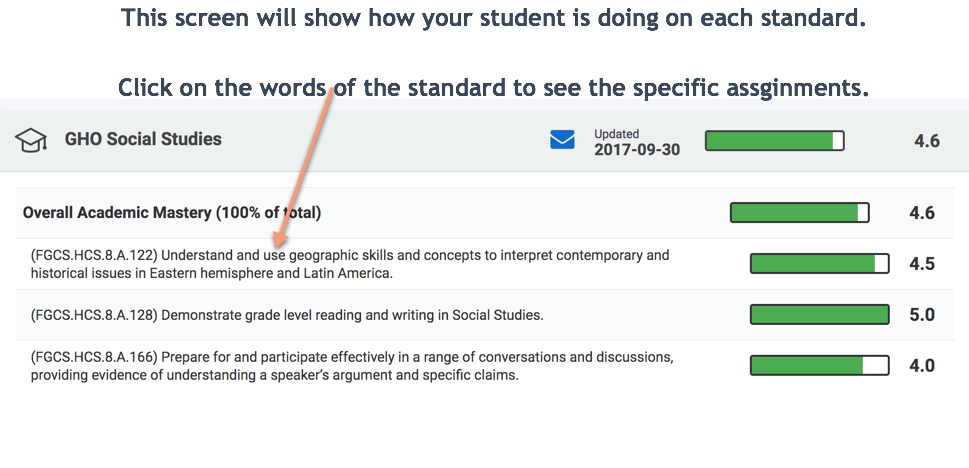 This screen will show how your student is doing on each standard.
Click on the words of the standard to see the specific assginments.
GHO Social Studies
Updated
2017-09-30
4.6
Overall Academic Mastery (100% of total)
4.6
(FGCS.HCS.8.A.122) Understand and use geographic skills and concepts to interpret contemporary and
historical issues in Eastern hemisphere and Latin America.
4.5
(FGCS.HCS.8.A.128) Demonstrate grade level reading and writing in Social Studies.
5.0
(FGCS.HCS.8.A.166) Prepare for and participate effectively in a range of conversations and discussions,
providing evidence of understanding a speaker's argument and specific claims.
4.0